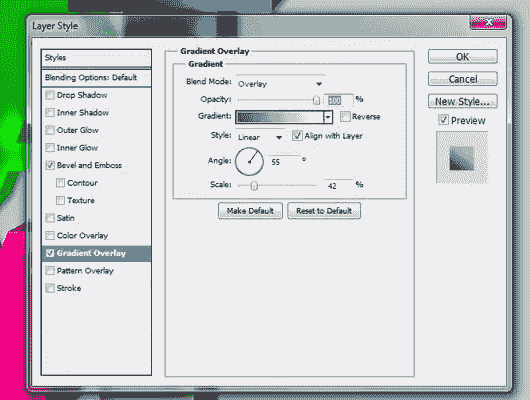 Layer Style
Styles
Blending Options: Default
Drop Shadow
Inner Shadow
Outer Glow
Inner Glow
Bevel and Emboss
Contour
Texture
Satin
Color Overlay
Gradient Overlay
Pattern Overlay
Stroke
Gradient Overlay
Gradient
Blend Mode: Overlay
Opacity: 100 %
Gradient: Reverse
Style: Linear Align with Layer
Angle: 55 °
Scale: 42 %
Make Default Reset to Default
OK
Cancel
New Style...
Preview